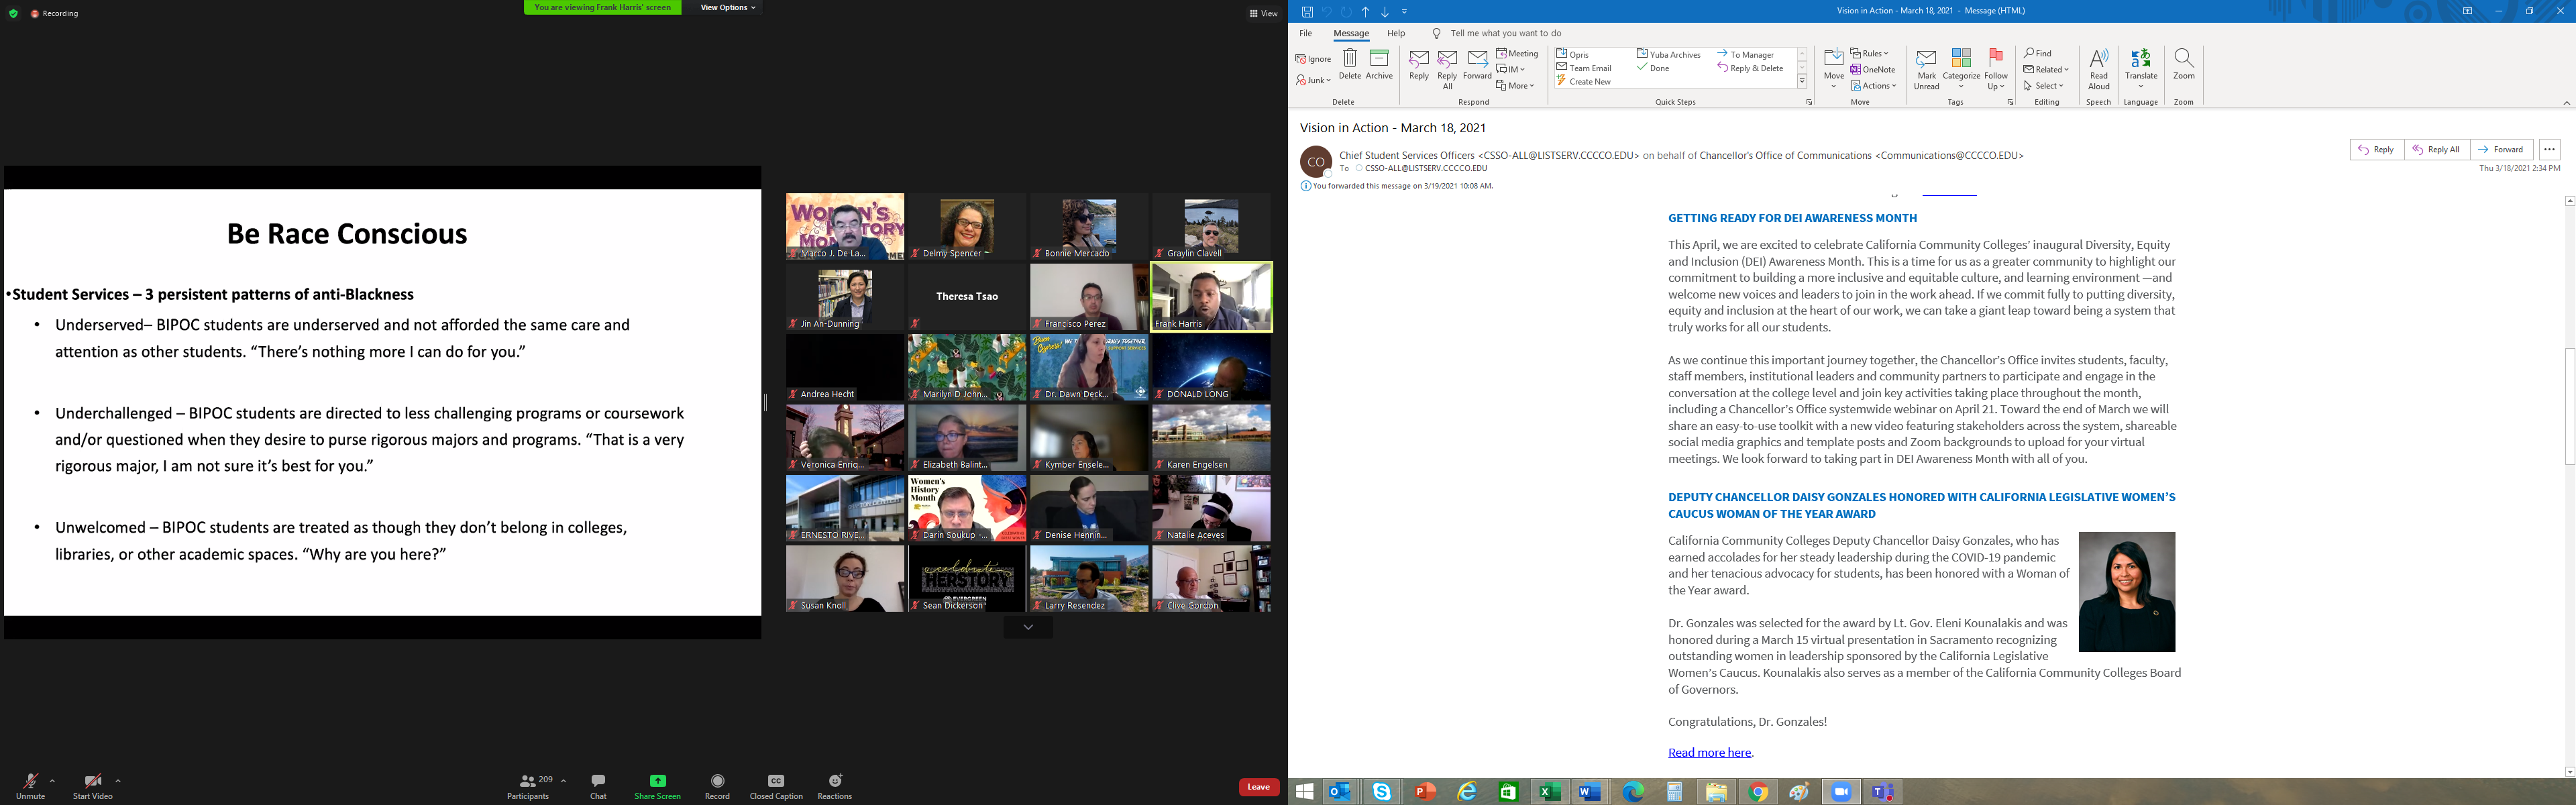 Recording
You are viewing Frank Harris' screen
View Options
View
Be Race Conscious
•Student Services – 3 persistent patterns of anti-Blackness
• Underserved– BIPOC students are underserved and not afforded the same care and
attention as other students. “There’s nothing more I can do for you.”
• Underchallenged – BIPOC students are directed to less challenging programs or coursework
and/or questioned when they desire to purse rigorous majors and programs. “That is a very
rigorous major, I am not sure it’s best for you.”
• Unwelcomed – BIPOC students are treated as though they don’t belong in colleges,
libraries, or other academic spaces. “Why are you here?”
Marco J. De La...
Delmy Spencer
Bonnie Mercado
Graylin Clavell
Jin An-Dunning
Theresa Tsao
Francisco Perez
Frank Harris
Andrea Hecht
Marilyn D John...
Dr. Dawn Deck...
DONALD LONG
Veronica Enriq...
Elizabeth Balint...
Kymber Ensele...
Karen Engelsen
Women's
History
Month
ERNESTO RIVE...
Darin Soukup -...
Denise Hennin...
Natalie Aceves
celebrate
HERSTORY
EVERGREEN
Susan Knoll
Sean Dickerson
Larry Resendez
Clive Gordon
Unmute
Start Video
Participants
209
Chat
Share Screen
Record
Closed Caption
Reactions
Leave
Vision in Action - March 18, 2021 - Message (HTML)
File
Message
Help
Tell me what you want to do
Ignore
Junk
Delete
Archive
Reply
Reply All
Forward
Meeting
IM
More
Opris
Team Email
Create New
Yuba Archives
Done
To Manager
Reply & Delete
Move
Rules
OneNote
Actions
Mark Unread
Categorize
Follow Up
Find
Related
Select
Read Aloud
Translate
Zoom
Delete
Respond
Quick Steps
Move
Tags
Editing
Speech
Language
Zoom
Vision in Action - March 18, 2021
CO
Chief Student Services Officers <CSSO-ALL@LISTSERV.CCCCO.EDU> on behalf of Chancellor's Office of Communications <Communications@CCCCO.EDU>
To CSSO-ALL@LISTSERV.CCCCO.EDU
Reply
Reply All
Forward
Thu 3/18/2021 2:34 PM
You forwarded this message on 3/19/2021 10:08 AM.
GETTING READY FOR DEI AWARENESS MONTH
This April, we are excited to celebrate California Community Colleges’ inaugural Diversity, Equity
and Inclusion (DEI) Awareness Month. This is a time for us as a greater community to highlight our
commitment to building a more inclusive and equitable culture, and learning environment —and
welcome new voices and leaders to join in the work ahead. If we commit fully to putting diversity,
equity and inclusion at the heart of our work, we can take a giant leap toward being a system that
truly works for all our students.
As we continue this important journey together, the Chancellor’s Office invites students, faculty,
staff members, institutional leaders and community partners to participate and engage in the
conversation at the college level and join key activities taking place throughout the month,
including a Chancellor’s Office systemwide webinar on April 21. Toward the end of March we will
share an easy-to-use toolkit with a new video featuring stakeholders across the system, shareable
social media graphics and template posts and Zoom backgrounds to upload for your virtual
meetings. We look forward to taking part in DEI Awareness Month with all of you.
DEPUTY CHANCELLOR DAISY GONZALES HONORED WITH CALIFORNIA LEGISLATIVE WOMEN’S
CAUCUS WOMAN OF THE YEAR AWARD
California Community Colleges Deputy Chancellor Daisy Gonzales, who has
earned accolades for her steady leadership during the COVID-19 pandemic
and her tenacious advocacy for students, has been honored with a Woman of
the Year award.
Dr. Gonzales was selected for the award by Lt. Gov. Eleni Kounalakis and was
honored during a March 15 virtual presentation in Sacramento recognizing
outstanding women in leadership sponsored by the California Legislative
Women’s Caucus. Kounalakis also serves as a member of the California Community Colleges Board
of Governors.
Congratulations, Dr. Gonzales!
Read more here.